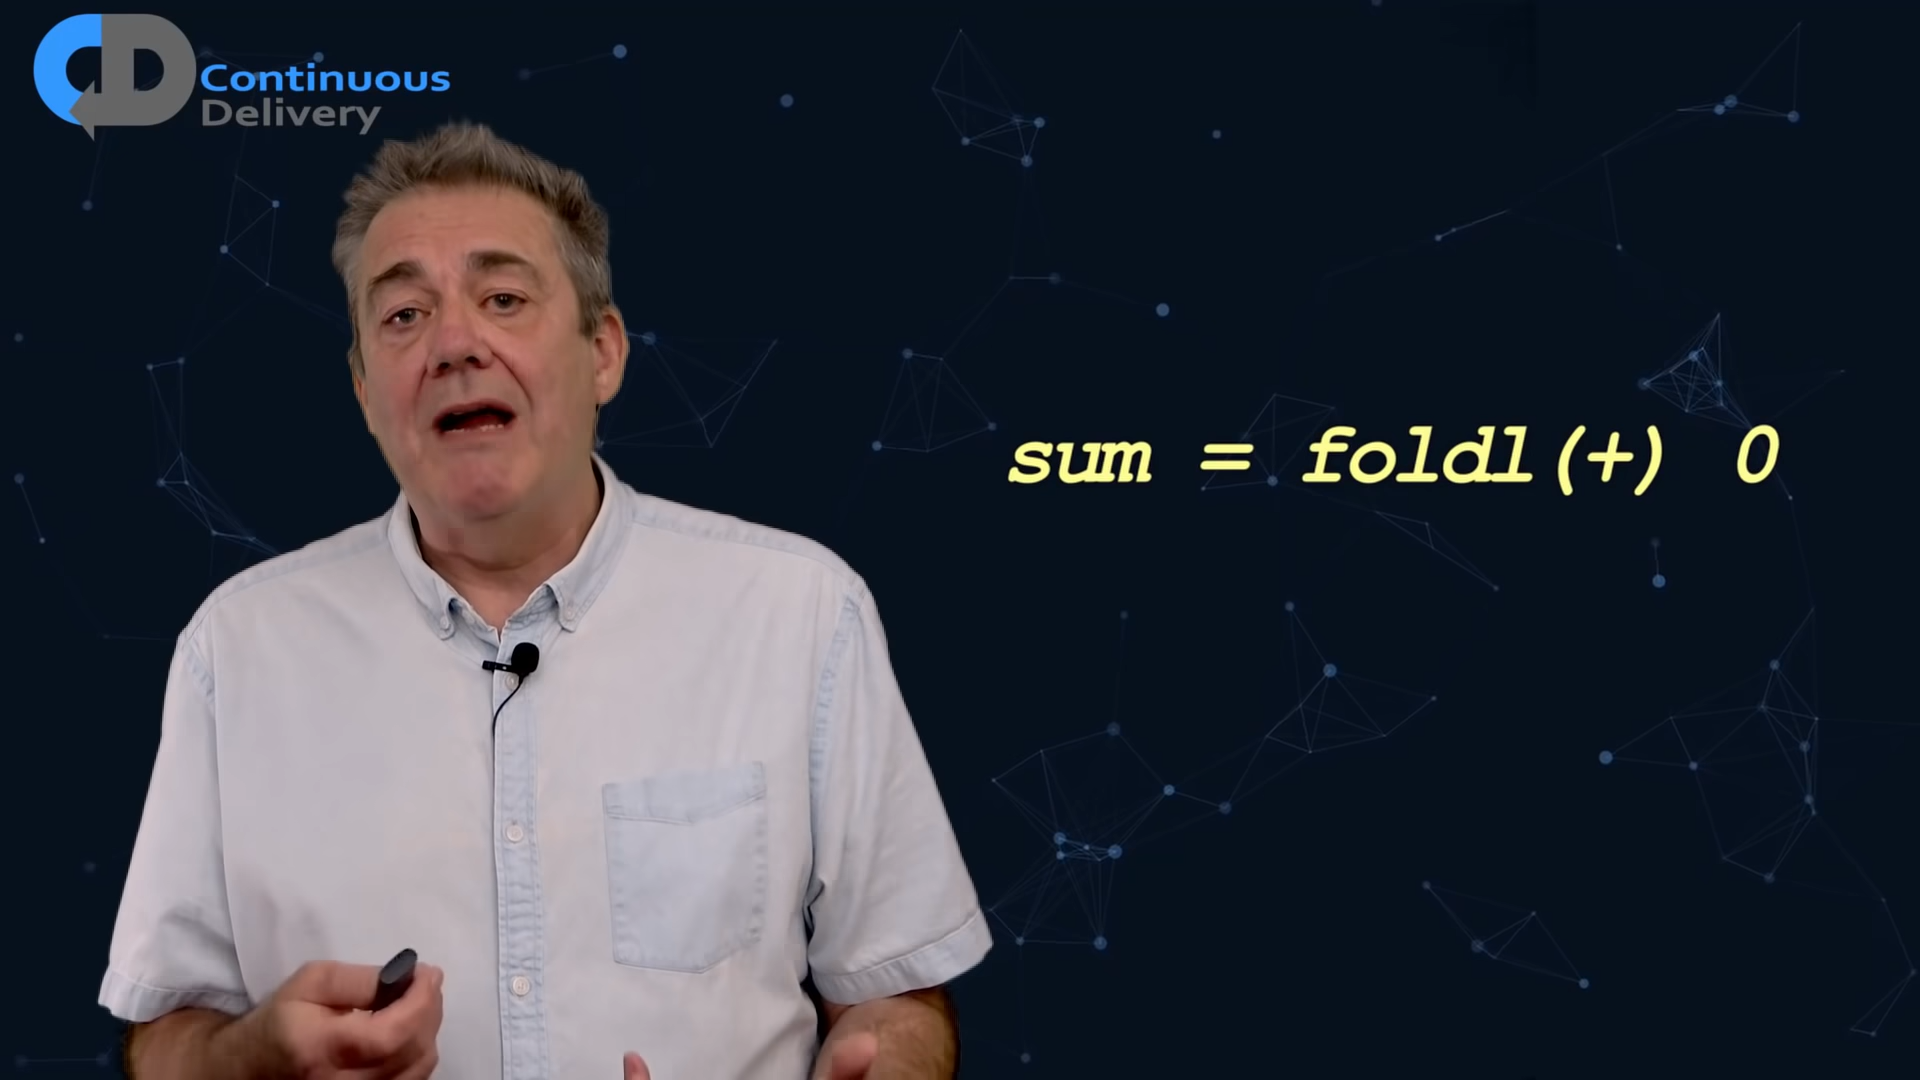 Continuous
Delivery
sum = foldl(+) 0